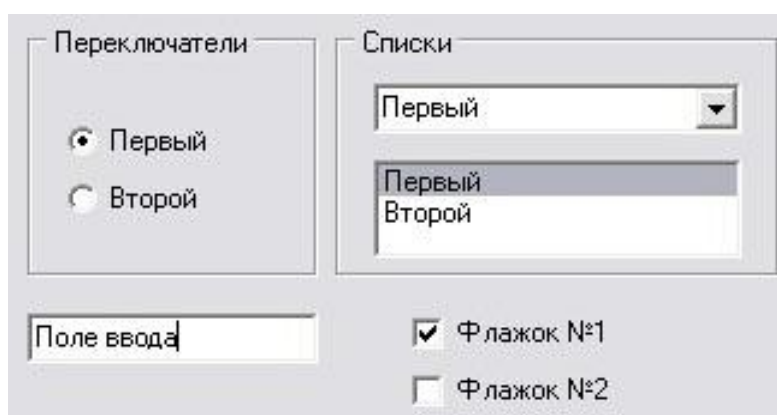 Переключатели
Первый
Второй
Списки
Первый
Первый
Второй
Поле ввода
Флажок №1
Флажок №2